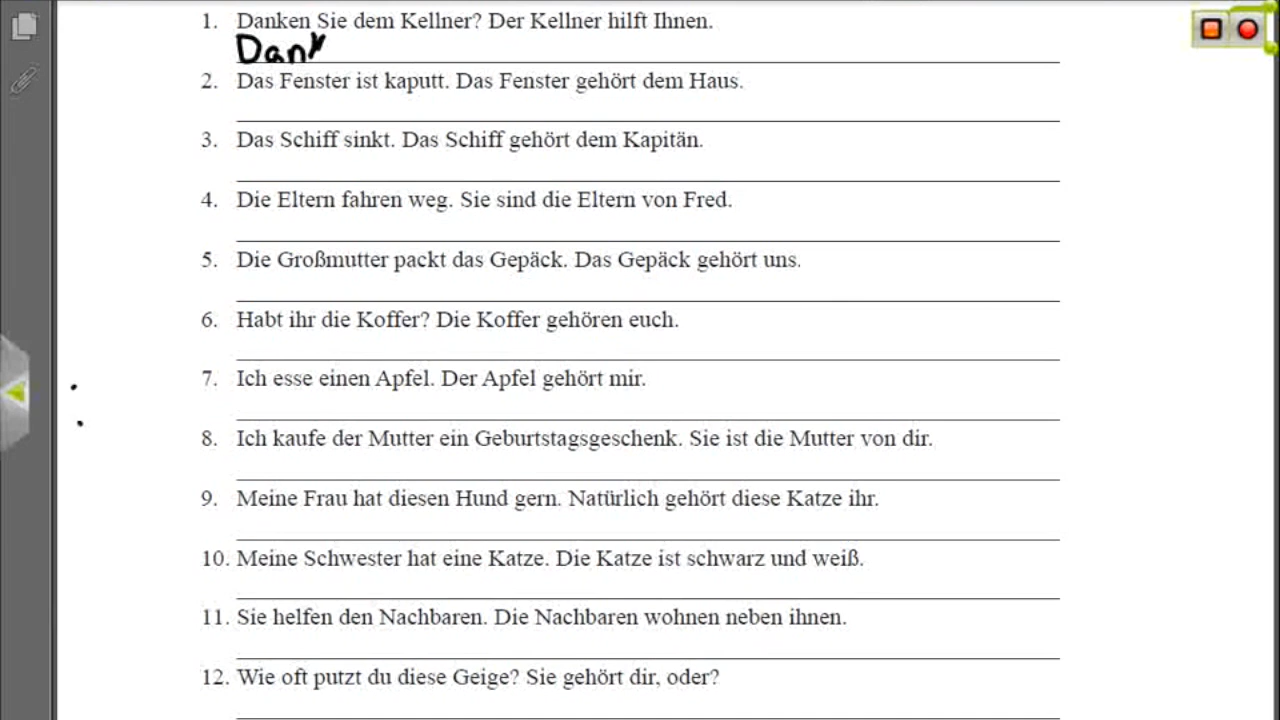 1. Danken Sie dem Kellner? Der Kellner hilft Ihnen.
Dank
2. Das Fenster ist kaputt. Das Fenster gehört dem Haus.
3. Das Schiff sinkt. Das Schiff gehört dem Kapitän.
4. Die Eltern fahren weg. Sie sind die Eltern von Fred.
5. Die Großmutter packt das Gepäck. Das Gepäck gehört uns.
6. Habt ihr die Koffer? Die Koffer gehören euch.
7. Ich esse einen Apfel. Der Apfel gehört mir.
8. Ich kaufe der Mutter ein Geburtstagsgeschenk. Sie ist die Mutter von dir.
9. Meine Frau hat diesen Hund gern. Natürlich gehört diese Katze ihr.
10. Meine Schwester hat eine Katze. Die Katze ist schwarz und weiß.
11. Sie helfen den Nachbaren. Die Nachbaren wohnen neben ihnen.
12. Wie oft putzt du diese Geige? Sie gehört dir, oder?